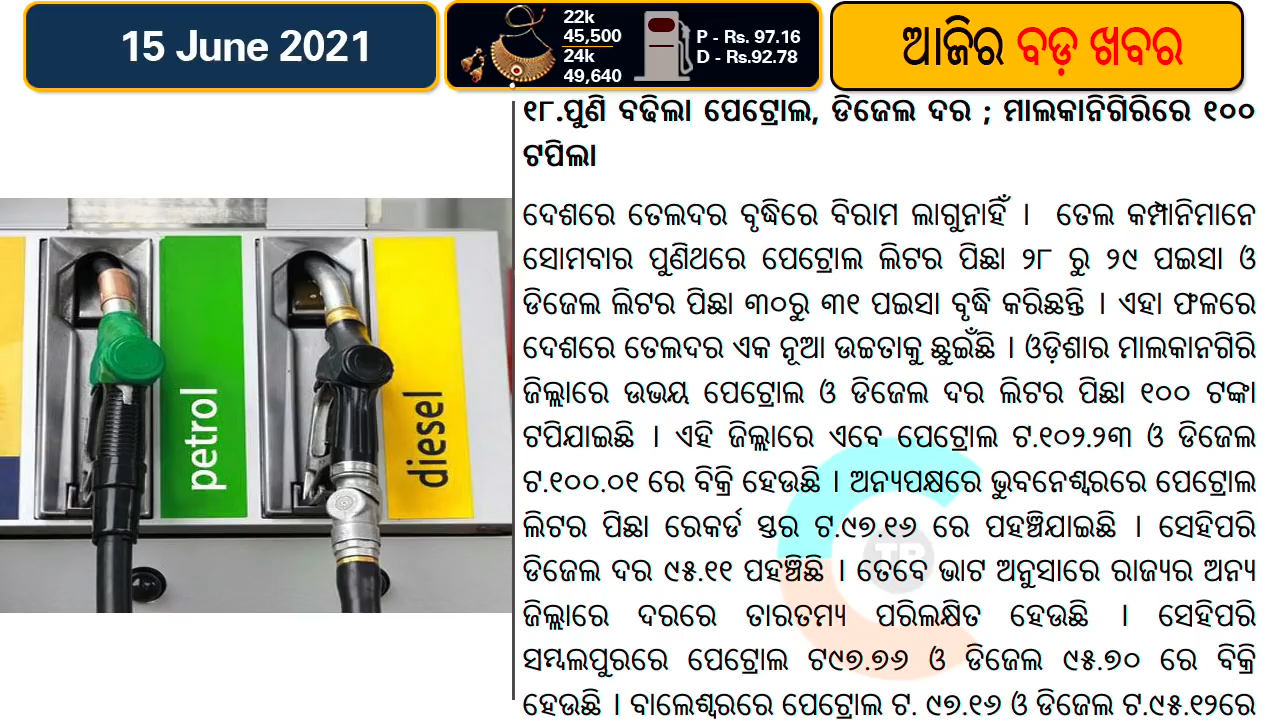 15 June 2021
22k
45,500
24k
49,640
P - Rs. 97.16
D - Rs.92.78
ଆଜିର ବଡ଼ ଖବର
୧୮.ପୁଣି ବଢିଲା ପେଟ୍ରୋଲ, ଡିଜେଲ ଦର ; ମାଲକାନିଗିରିରେ ୧୦୦
ଟପିଲା
ଦେଶରେ ତେଲଦର ବୃଦ୍ଧିରେ ବିରାମ ଲାଗୁନାହିଁ । ତେଲ କମ୍ପାନିମାନେ
ସୋମବାର ପୁଣିଥରେ ପେଟ୍ରୋଲ ଲିଟର ପିଛା ୨୮ ରୁ ୨୯ ପଇସା ଓ
ଡିଜେଲ ଲିଟର ପିଛା ୩୦ରୁ ୩୧ ପଇସା ବୃଦ୍ଧି କରିଛନ୍ତି । ଏହା ଫଳରେ
ଦେଶରେ ତେଲଦର ଏକ ନୂଆ ଉଚ୍ଚତାକୁ ଛୁଇଁଛି । ଓଡ଼ିଶାର ମାଲକାନଗିରି
ଜିଲ୍ଲାରେ ଉଭୟ ପେଟ୍ରୋଲ ଓ ଡିଜେଲ ଦର ଲିଟର ପିଛା ୧୦୦ ଟଙ୍କା
ଟପିଯାଇଛି । ଏହି ଜିଲ୍ଲାରେ ଏବେ ପେଟ୍ରୋଲ ଟ.୧୦୨.୨୩ ଓ ଡିଜେଲ
ଟ.୧୦୦.୦୧ ରେ ବିକ୍ରି ହେଉଛି । ଅନ୍ୟପକ୍ଷରେ ଭୁବନେଶ୍ୱରରେ ପେଟ୍ରୋଲ
ଲିଟର ପିଛା ରେକର୍ଡ ସ୍ତର ଟ.୯୭.୧୬ ରେ ପହଞ୍ଚିଯାଇଛି । ସେହିପରି
ଡିଜେଲ ଦର ୯୫.୧୧ ପହଞ୍ଚିଛି । ତେବେ ଭାଟ ଅନୁସାରେ ରାଜ୍ୟର ଅନ୍ୟ
ଜିଲ୍ଲାରେ ଦରରେ ତାରତମ୍ୟ ପରିଲକ୍ଷିତ ହେଉଛି । ସେହିପରି
ସମ୍ବଲପୁରରେ ପେଟ୍ରୋଲ ଟ୯୭.୭୬ ଓ ଡିଜେଲ ୯୫.୭୦ ରେ ବିକ୍ରି
ହେଉଛି । ବାଲେଶ୍ୱରରେ ପେଟ୍ରୋଲ ଟ. ୯୭.୧୬ ଓ ଡିଜେଲ ଟ.୯୫.୧୨ରେ
petrol
diesel
TR